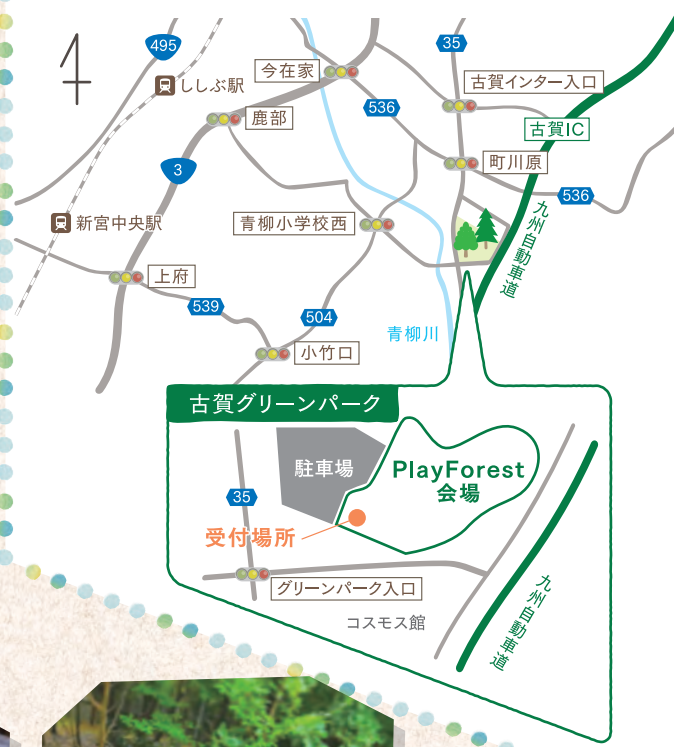 495
35
今在家
古賀インター入口
ししぶ駅
536
鹿部
古賀IC
町川原
3
536
新宮中央駅
青柳小学校西
九州自動車道
上府
539
504
青柳川
小竹口
古賀グリーンパーク
駐車場
PlayForest
会場
35
受付場所
グリーンパーク入口
九州自動車道
コスモス館